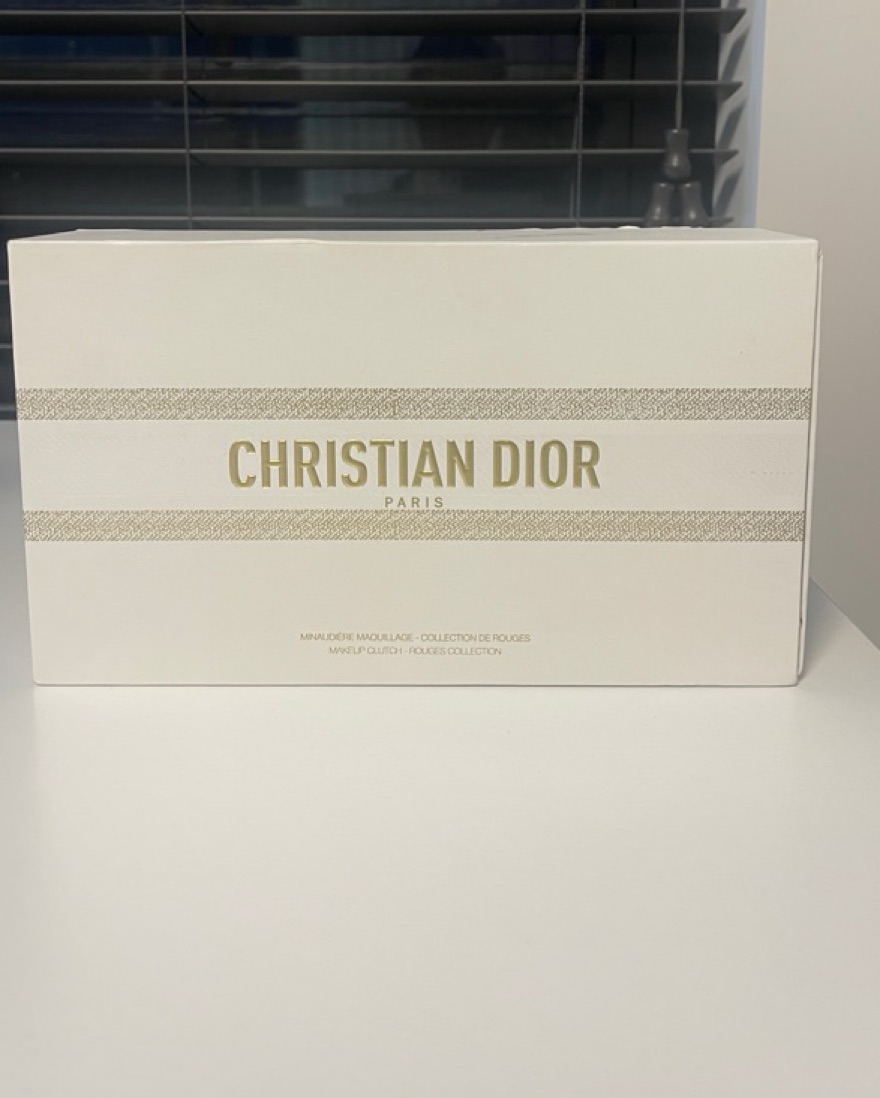 CHRISTIAN DIOR
PARIS
MINAUDIÈRE MAQUILLAGE - COLLECTION DE ROUGES
MAKEUP CLUTCH - ROUGES COLLECTION